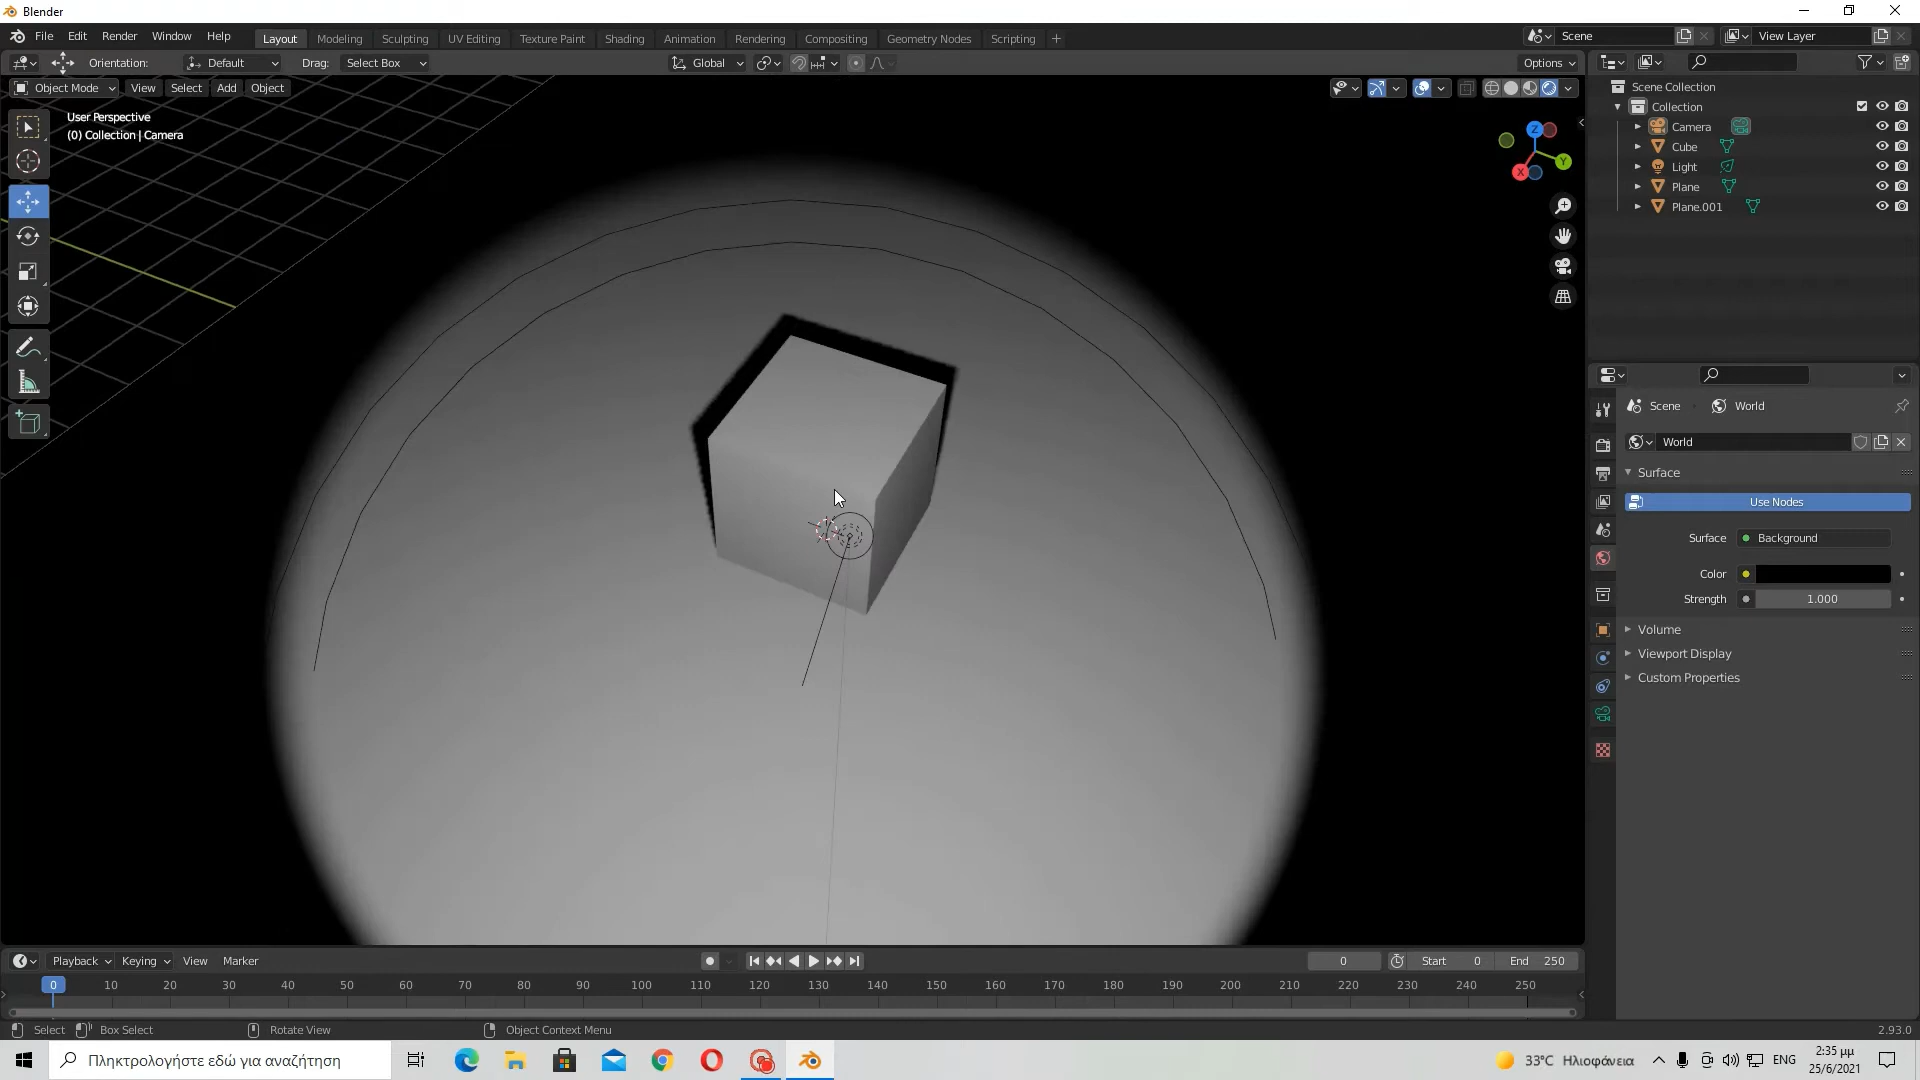 Blender
File Edit Render Window Help Layout Modeling Sculpting UV Editing Texture Paint Shading Animation Rendering Compositing Geometry Nodes Scripting + Scene View Layer
Orientation: Default Drag: Select Box Global Options
Object Mode View Select Add Object
User Perspective
(0) Collection | Camera
Z
Y
X
Scene Collection
Collection
Camera
Cube
Light
Plane
Plane.001
Scene World
World
Surface
Use Nodes
Surface Background
Color
Strength 1.000
Volume
Viewport Display
Custom Properties
Playback Keying View Marker 0 Start 0 End 250
0 10 20 30 40 50 60 70 80 90 100 110 120 130 140 150 160 170 180 190 200 210 220 230 240 250
Select Box Select Rotate View Object Context Menu 2.93.0
Πληκτρολογήστε εδώ για αναζήτηση 33°C Ηλιοφάνεια ENG 2:35 μμ
25/6/2021